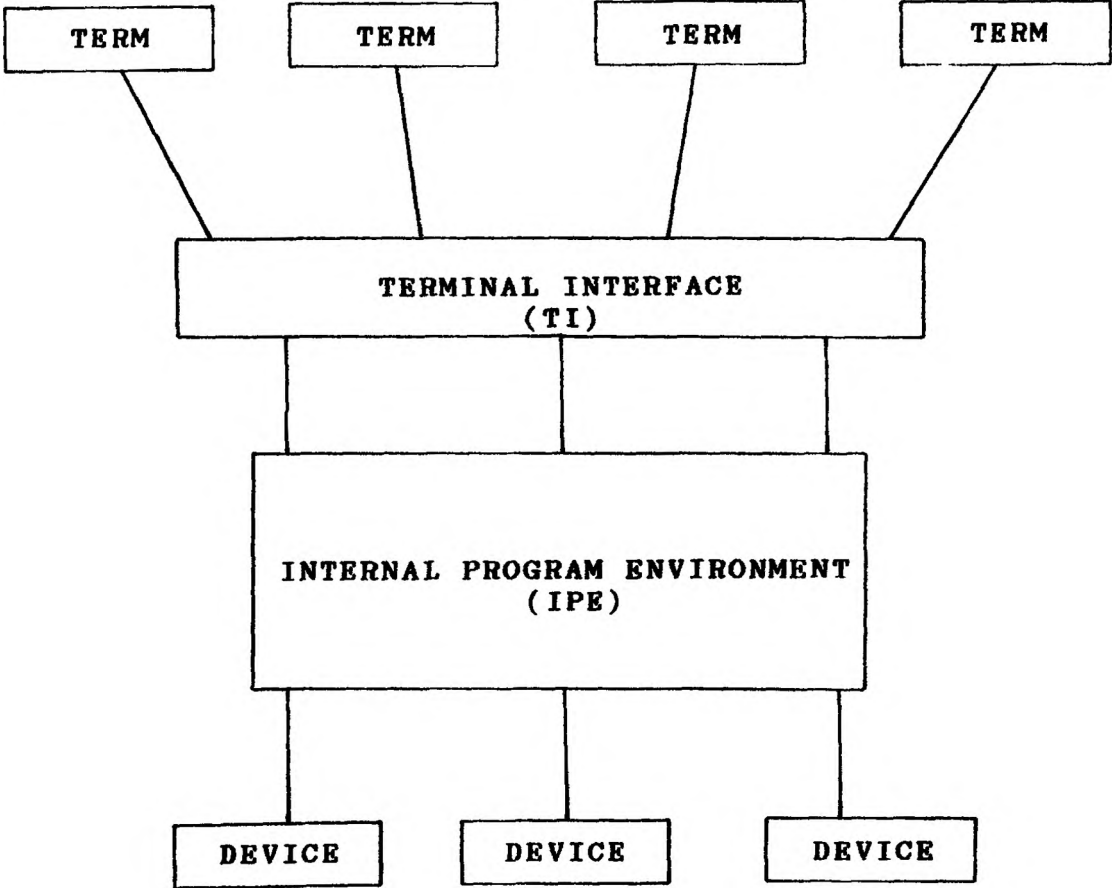 TERM
TERM
TERM
TERM
TERMINAL INTERFACE
(TI)
INTERNAL PROGRAM ENVIRONMENT
(IPE)
DEVICE
DEVICE
DEVICE